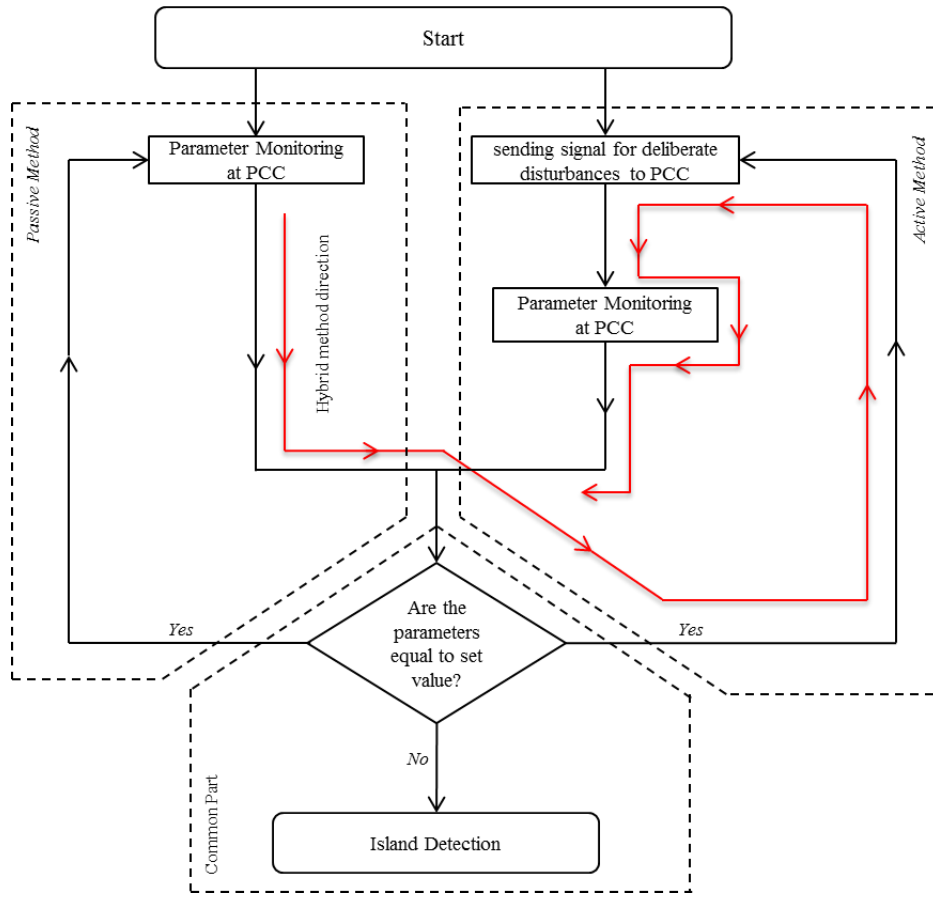 Start
Passive Method
Parameter Monitoring
at PCC
Hybrid method direction
sending signal for deliberate
disturbances to PCC
Active Method
Parameter Monitoring
at PCC
Are the
parameters
equal to set
value?
Yes
Yes
No
Common Part
Island Detection